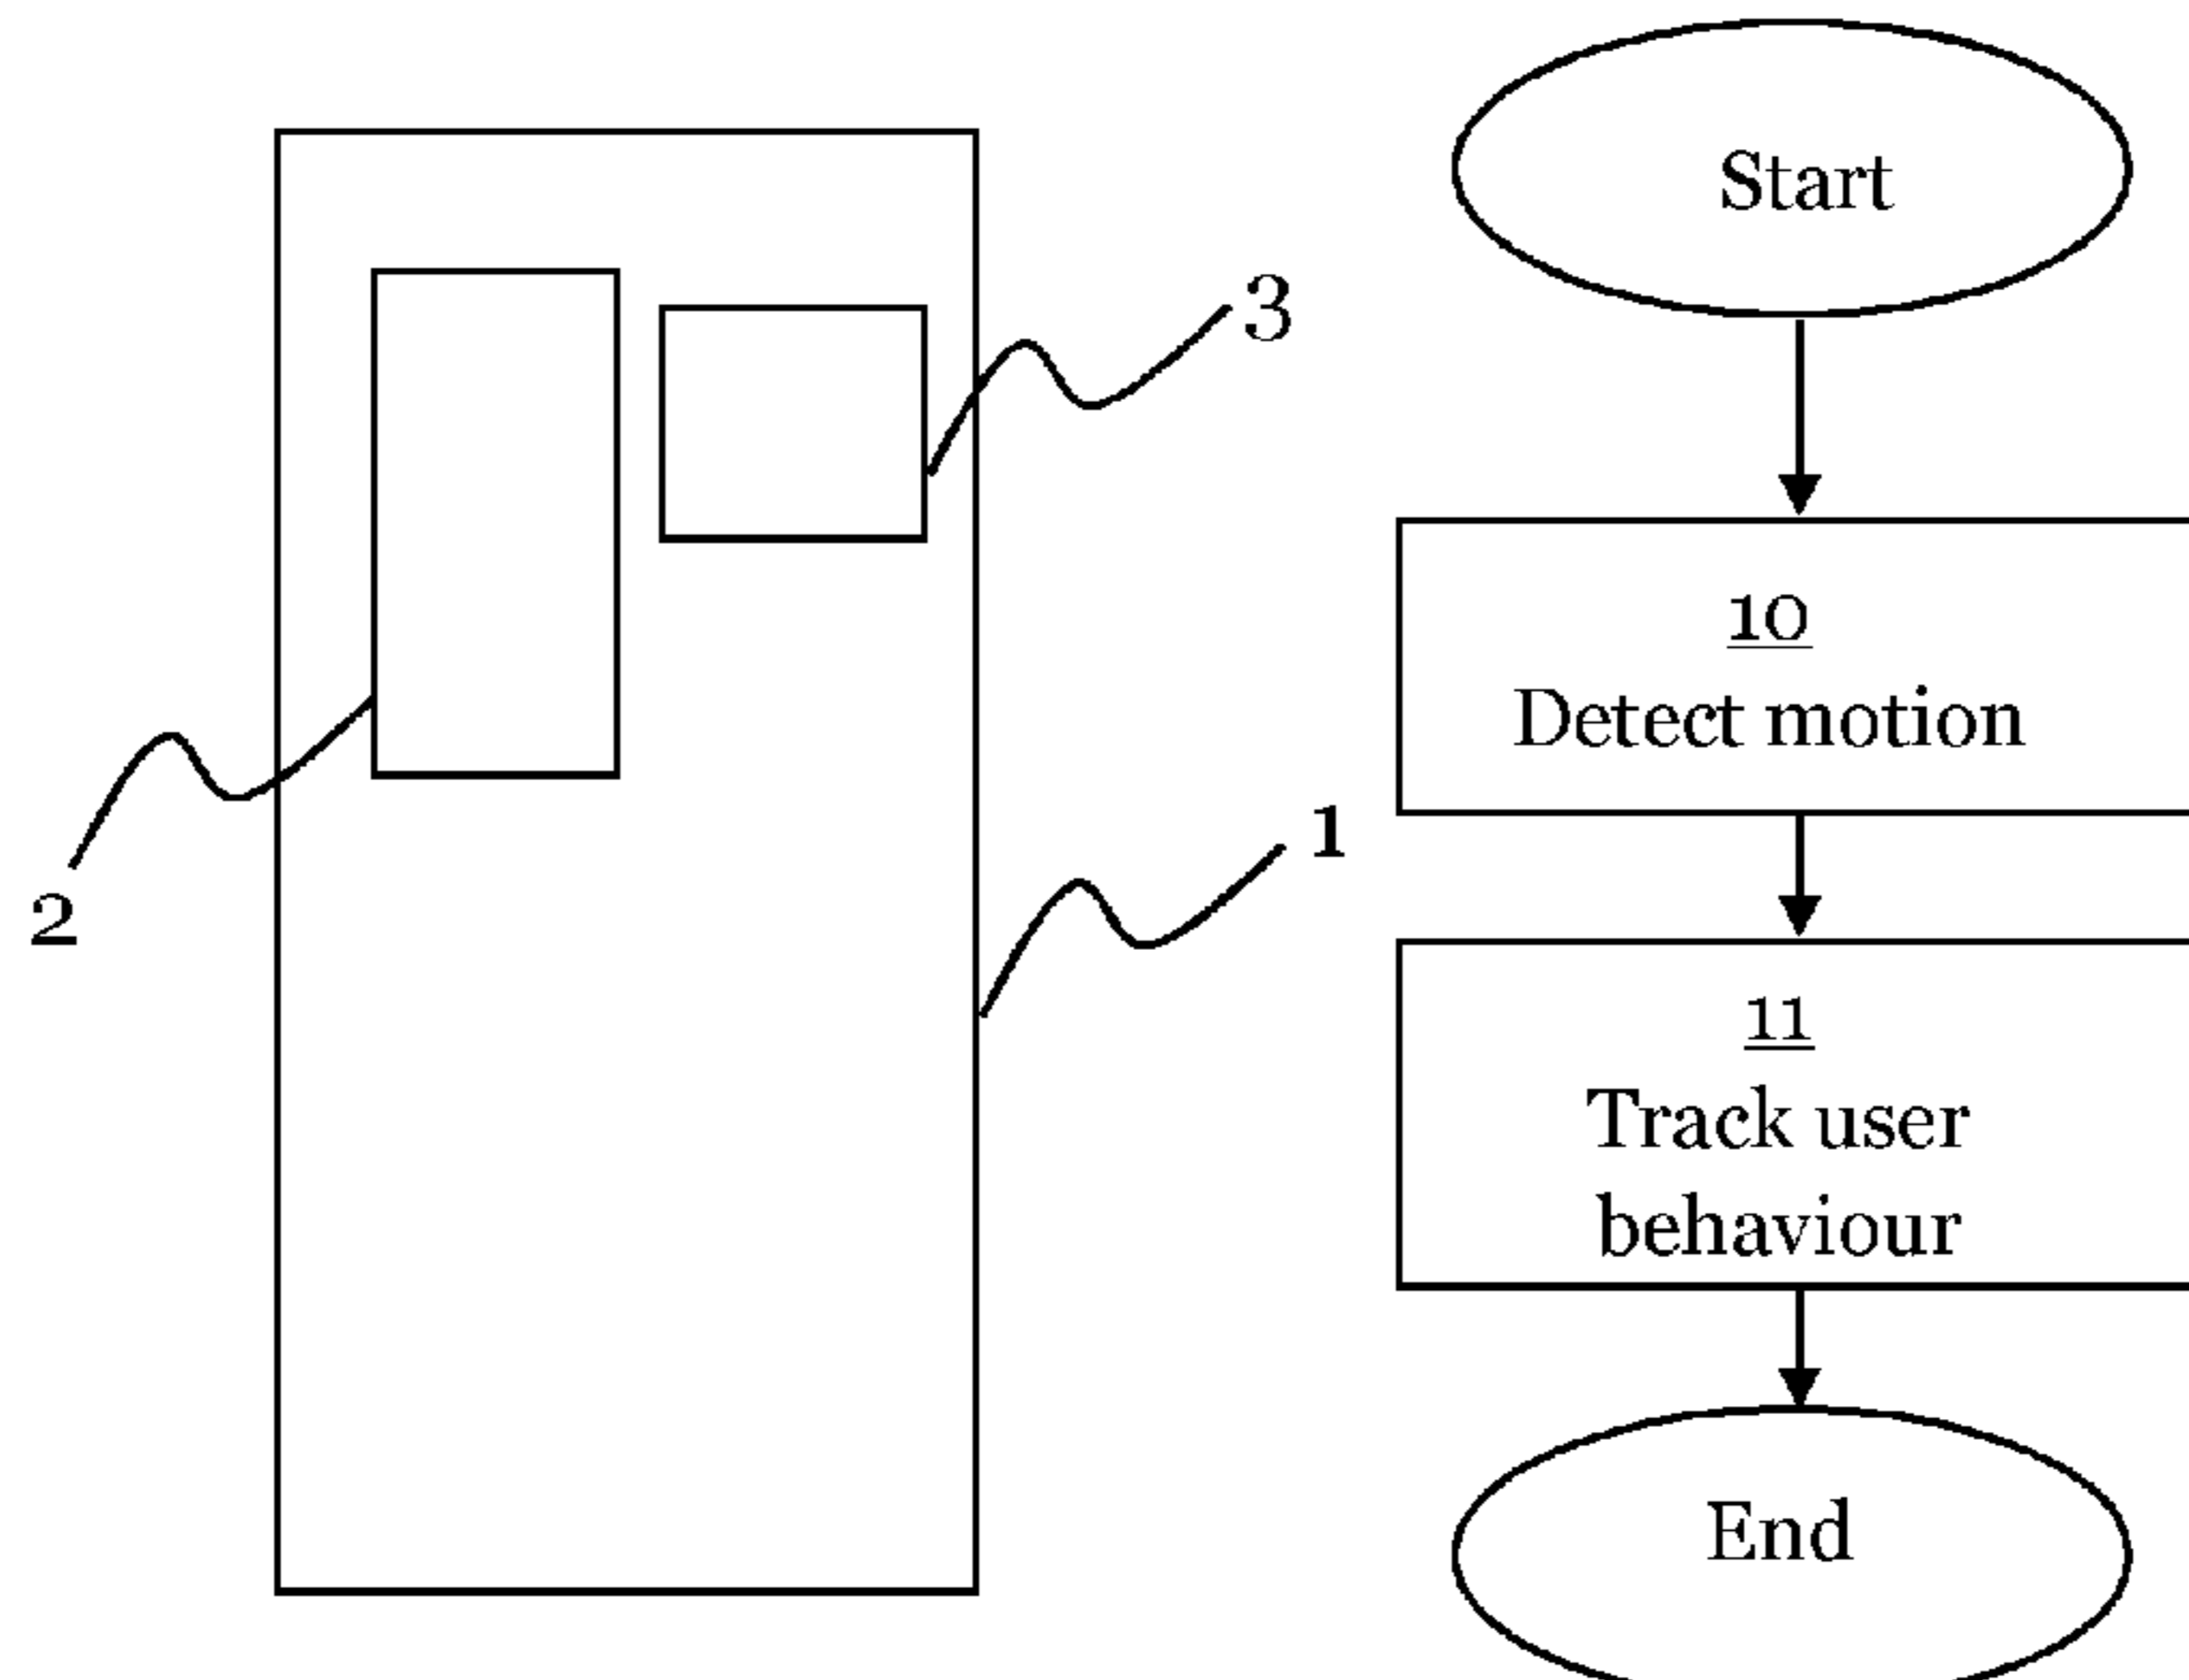 3
2
1
Start
10
Detect motion
11
Track user
behaviour
End